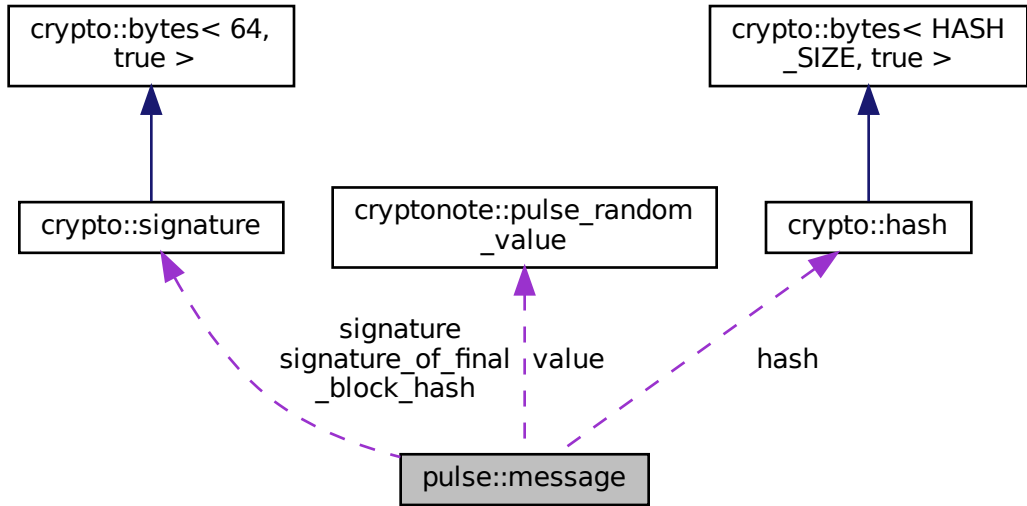 crypto::bytes< 64,
true >
crypto::bytes< HASH
_SIZE, true >
crypto::signature
cryptonote::pulse_random
_value
crypto::hash
signature
signature_of_final
_block_hash
value
hash
pulse::message